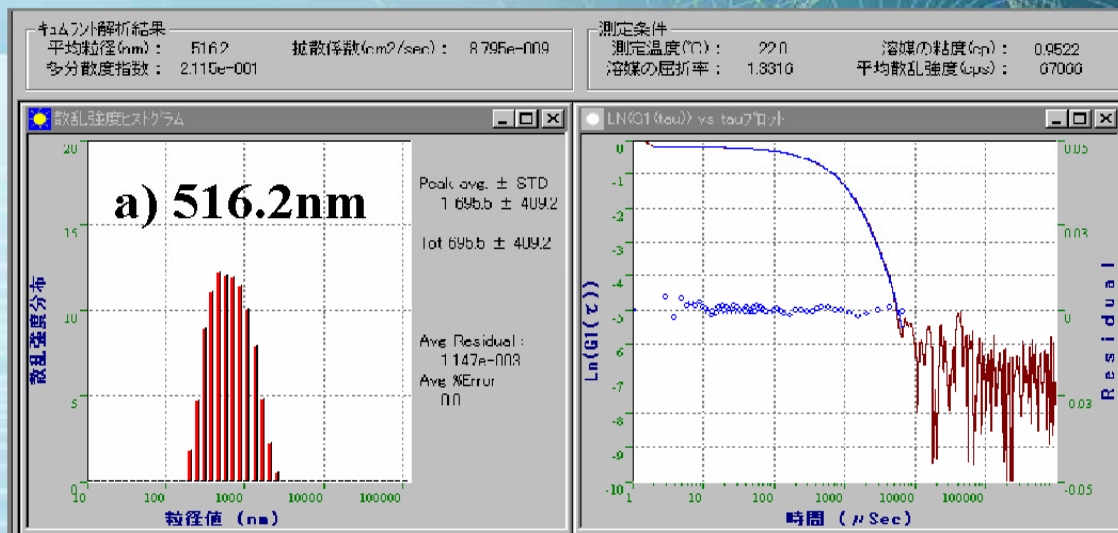 キュムラント解析結果
平均粒径(nm) : 516.2 拡散係数(cm2/sec) : 8.795e-009
多分散度指数 : 2.115e-001
測定条件
測定温度(℃) : 22.0 溶媒の粘度(cp) : 0.9522
溶媒の屈折率 : 1.3310 平均散乱強度(cps) :
散乱強度ヒストグラム
20
15
10
5
0
散乱強度分布
a) 516.2nm
10 100 1000 10000 100000
粒径値 (nm)
Peak avg. ± STD
1 695.5 ± 409.2
Tot 695.5 ± 409.2
Avg Residual :
1.147e-003
Avg %Error
0.0
LN(G1(tau)) vs tauプロット
0
-1
-2
-3
-4
-5
-6
-7
-8
-9
-10
Ln(G1(τ))
1 10 100 1000 10000 100000
時間 (μSec)
0.05
0.03
0
-0.03
-0.05
Residual